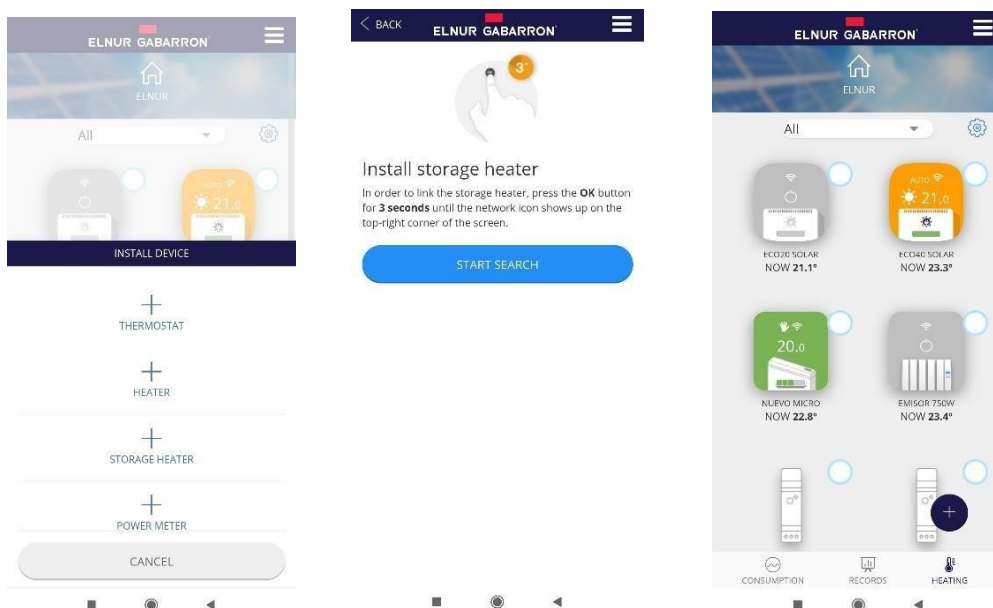 ELNUR GABARRON
ELNUR
All
AUTO
21.0
INSTALL DEVICE
THERMOSTAT
HEATER
STORAGE HEATER
POWER METER
CANCEL
BACK
ELNUR GABARRON
3"
Install storage heater
In order to link the storage heater, press the OK button
for 3 seconds until the network icon shows up on the
top-right corner of the screen.
START SEARCH
ELNUR GABARRON
ELNUR
All
AUTO
21.0
ECO20 SOLAR
NOW 21.1°
ECO40 SOLAR
NOW 23.3°
20.0
NUEVO MICRO
NOW 22.8°
EMISOR 750W
NOW 23.4°
CONSUMPTION
RECORDS
HEATING